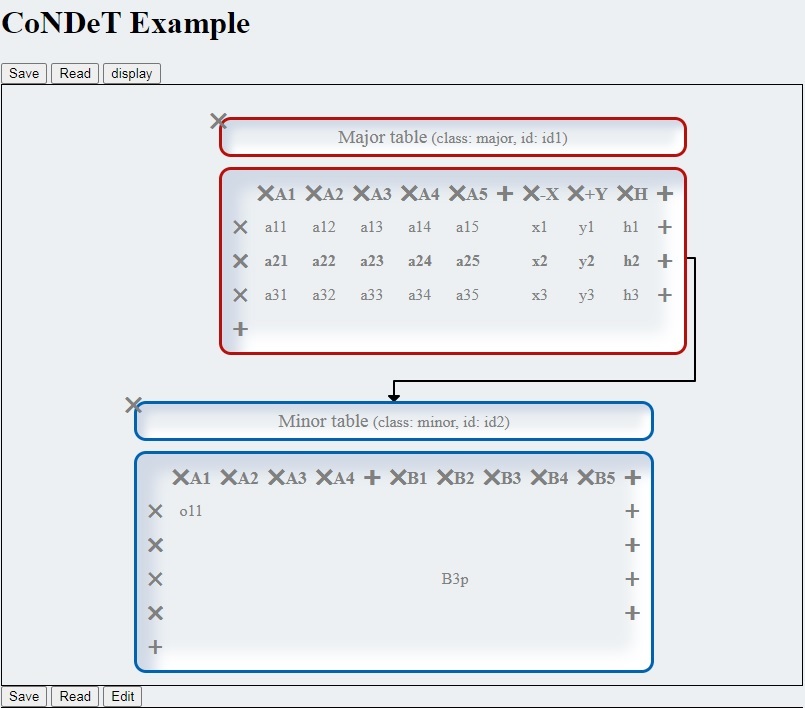 CoNDeT Example
Save Read display
Major table (class: major, id: id1)
A1 A2 A3 A4 A5 + -X +Y H +
a11 a12 a13 a14 a15 x1 y1 h1 +
a21 a22 a23 a24 a25 x2 y2 h2 +
a31 a32 a33 a34 a35 x3 y3 h3 +
+
Minor table (class: minor, id: id2)
A1 A2 A3 A4 + B1 B2 B3 B4 B5 +
o11 +
+
B3p +
+
+
Save Read Edit